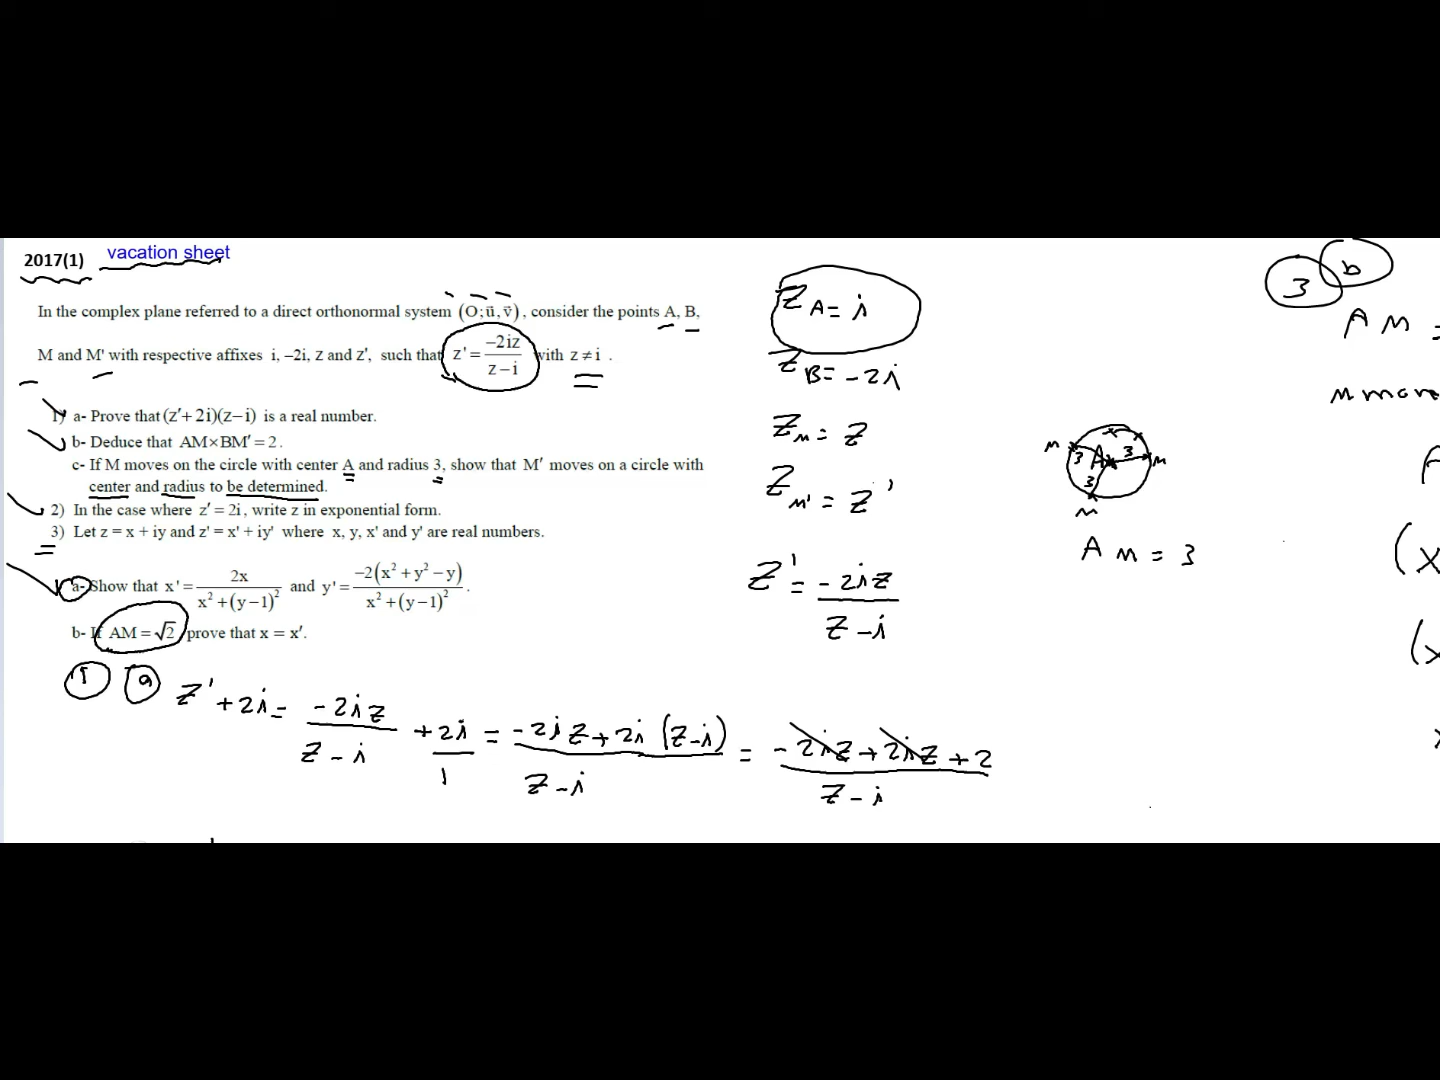 2017(1) vacation sheet
In the complex plane referred to a direct orthonormal system (O; u⃗, v⃗), consider the points A, B,
M and M' with respective affixes i, −2i, z and z', such that z' = −2iz / z − i with z ≠ i .
1) a- Prove that (z' + 2i)(z − i) is a real number.
b- Deduce that AM × BM' = 2.
c- If M moves on the circle with center A and radius 3, show that M' moves on a circle with
center and radius to be determined.
2) In the case where z' = 2i, write z in exponential form.
3) Let z = x + iy and z' = x' + iy' where x, y, x' and y' are real numbers.
a- Show that x' = 2x / x² + (y − 1)² and y' = −2(x² + y² − y) / x² + (y − 1)² .
b- If AM = √2, prove that x = x'.
1 a Z' + 2i = −2iz / z − i + 2i / 1 = −2iz + 2i (z − i) / z − i = −2iz + 2iz + 2 / z − i
Z A = i
Z B = −2i
Z M = Z
Z M' = Z'
Z' = −2iz / z − i
M 3 A 3 M
3
M
AM = 3
3 b
AM =
M move
(x
(x